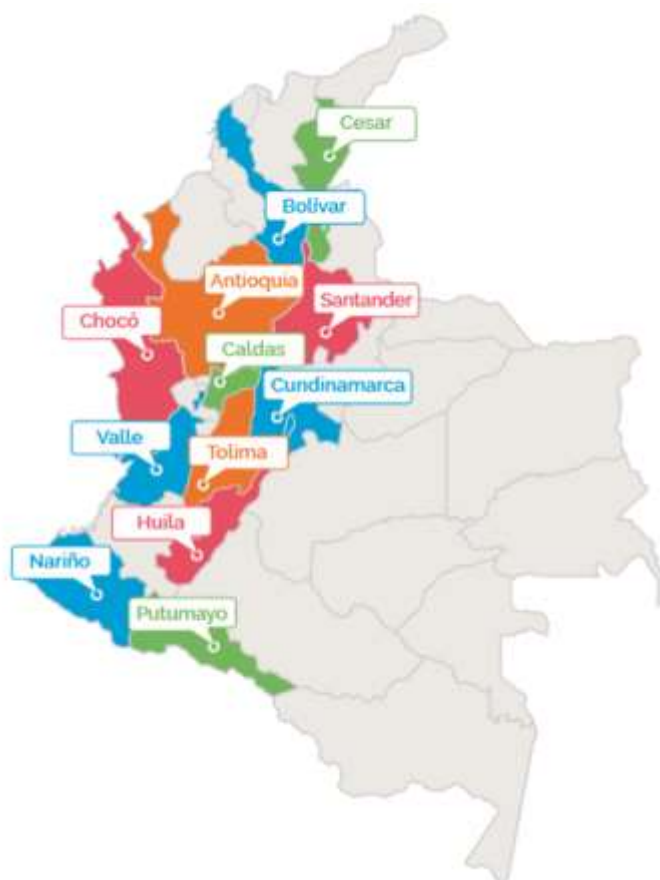 Cesar
Bolívar
Antioquia
Santander
Chocó
Caldas
Cundinamarca
Valle
Tolima
Huila
Nariño
Putumayo